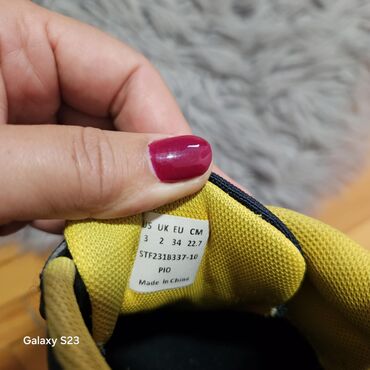 US UK EU CM
3 2 34 22.7
STF231B337-10
PIO
Made in China
Galaxy S23